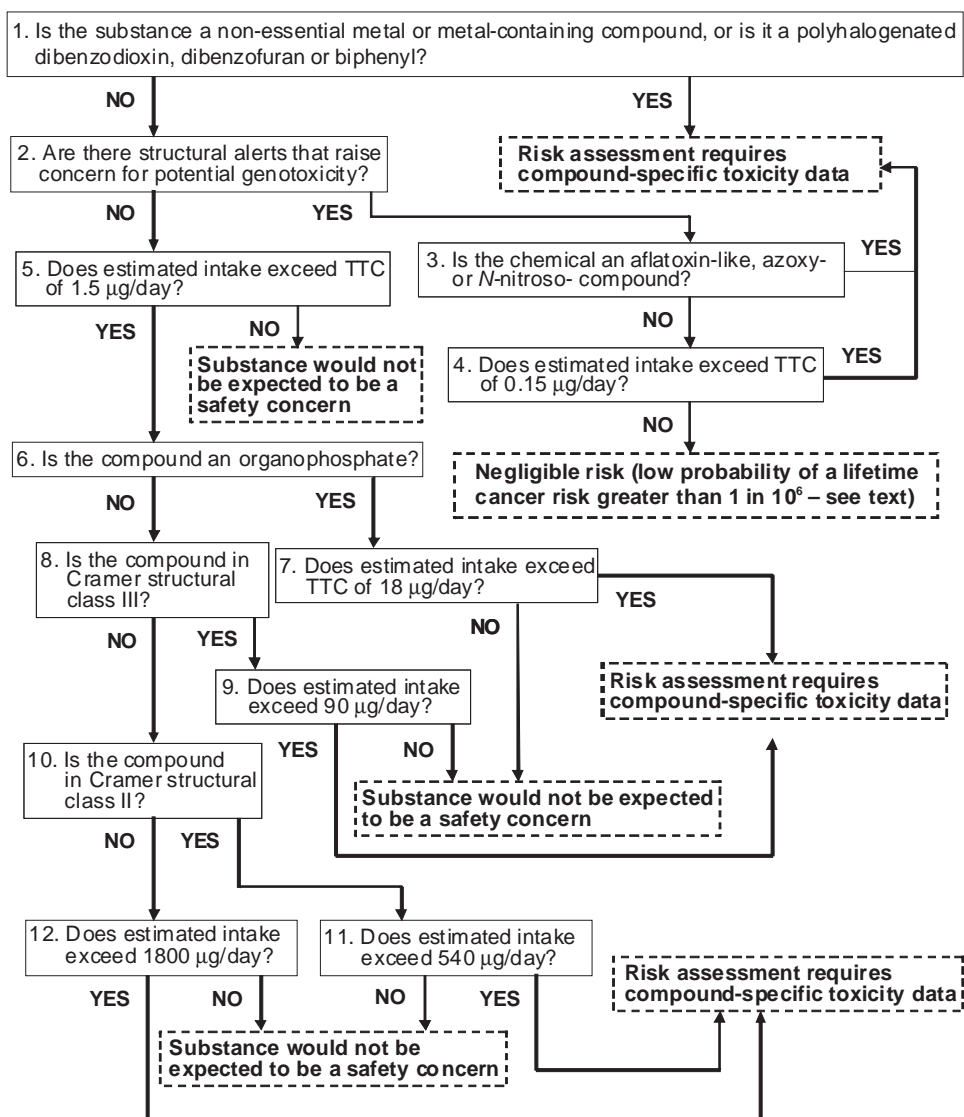 1. Is the substance a non-essential metal or metal-containing compound, or is it a polyhalogenated
dibenzodioxin, dibenzofuran or biphenyl?
NO
YES
2. Are there structural alerts that raise
concern for potential genotoxicity?
Risk assessment requires
compound-specific toxicity data
NO
YES
5. Does estimated intake exceed TTC
of 1.5 μg/day?
3. Is the chemical an aflatoxin-like, azoxy-
or N-nitroso- compound?
YES
YES
NO
NO
Substance would not
be expected to be a
safety concern
4. Does estimated intake exceed TTC
of 0.15 μg/day?
YES
NO
6. Is the compound an organophosphate?
Negligible risk (low probability of a lifetime
cancer risk greater than 1 in 10⁶ – see text)
NO
YES
8. Is the compound in
Cramer structural
class III?
7. Does estimated intake exceed
TTC of 18 μg/day?
YES
NO
NO
YES
9. Does estimated intake
exceed 90 μg/day?
Risk assessment requires
compound-specific toxicity data
YES
NO
10. Is the compound
in Cramer structural
class II?
Substance would not be expected
to be a safety concern
NO
YES
12. Does estimated intake
exceed 1800 μg/day?
11. Does estimated intake
exceed 540 μg/day?
Risk assessment requires
compound-specific toxicity data
YES
NO
NO
YES
Substance would not be
expected to be a safety concern